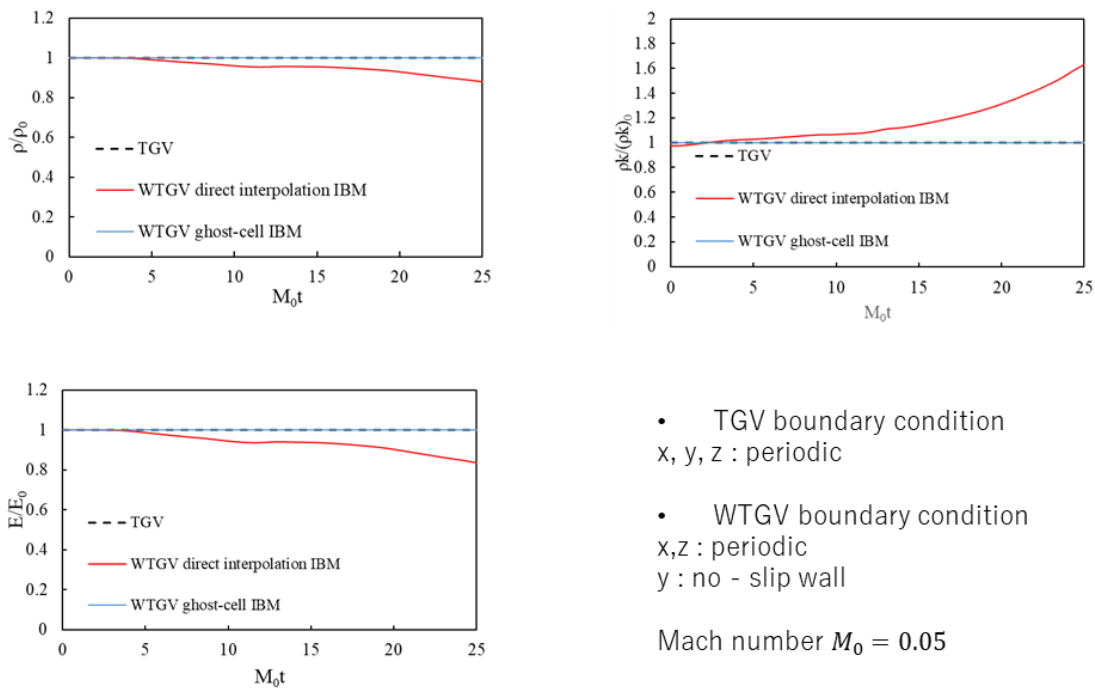 1.2
1
0.8
0.6
0.4
0.2
0
ρ/ρ0
TGV
WTGV direct interpolation IBM
WTGV ghost-cell IBM
0 5 10 15 20 25
M0t
2
1.8
1.6
1.4
1.2
1
0.8
0.6
0.4
0.2
0
ρk/(ρk)0
TGV
WTGV direct interpolation IBM
WTGV ghost-cell IBM
0 5 10 15 20 25
M0t
1.2
1
0.8
0.6
0.4
0.2
0
E/E0
TGV
WTGV direct interpolation IBM
WTGV ghost-cell IBM
0 5 10 15 20 25
M0t
• TGV boundary condition
x, y, z : periodic
• WTGV boundary condition
x,z : periodic
y : no - slip wall
Mach number M0 = 0.05